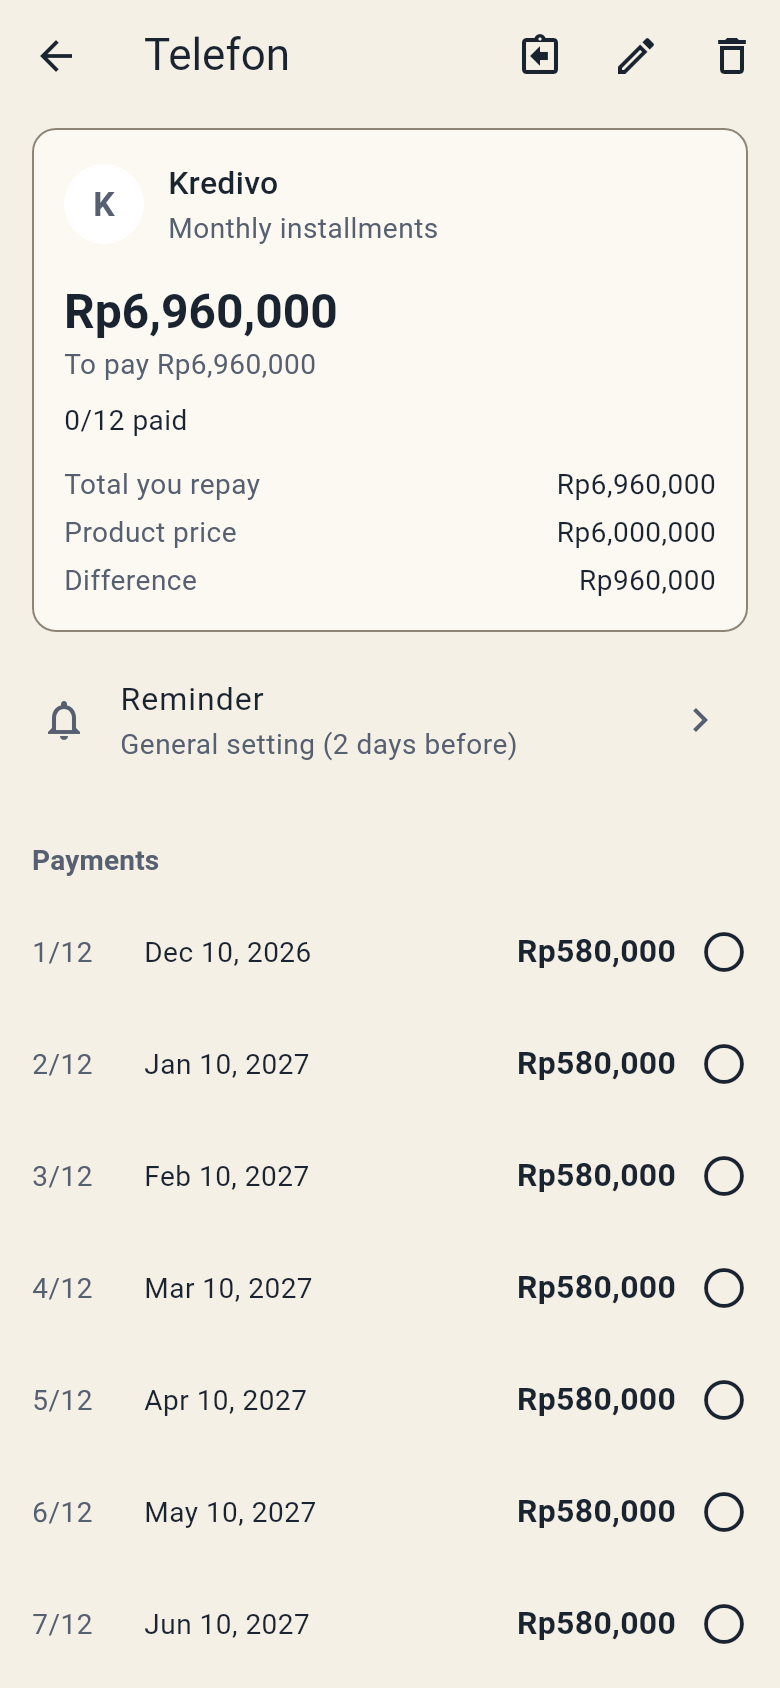 Telefon
K
Kredivo
Monthly installments
Rp6,960,000
To pay Rp6,960,000
0/12 paid
Total you repay Rp6,960,000
Product price Rp6,000,000
Difference Rp960,000
Reminder
General setting (2 days before)
Payments
1/12 Dec 10, 2026 Rp580,000
2/12 Jan 10, 2027 Rp580,000
3/12 Feb 10, 2027 Rp580,000
4/12 Mar 10, 2027 Rp580,000
5/12 Apr 10, 2027 Rp580,000
6/12 May 10, 2027 Rp580,000
7/12 Jun 10, 2027 Rp580,000